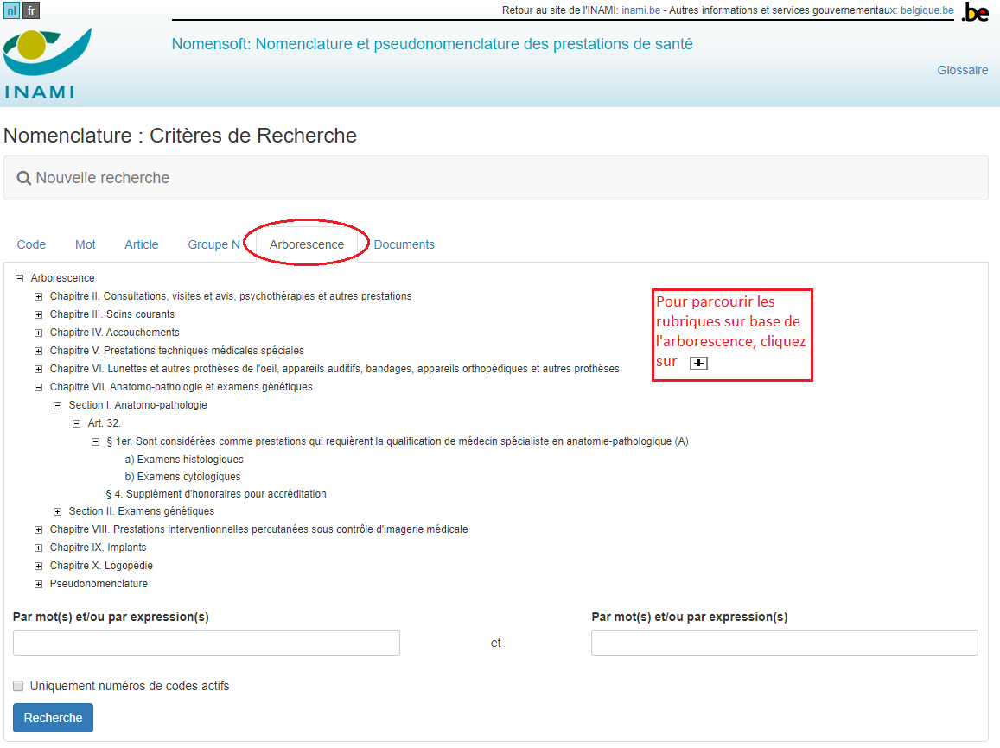 nl fr
Retour au site de l'INAMI: inami.be - Autres informations et services gouvernementaux: belgique.be
.be
Nomensoft: Nomenclature et pseudonomenclature des prestations de santé
Glossaire
INAMI
Nomenclature : Critères de Recherche
Nouvelle recherche
Code Mot Article Groupe N Arborescence Documents
Arborescence
Chapitre II. Consultations, visites et avis, psychothérapies et autres prestations
Chapitre III. Soins courants
Chapitre IV. Accouchements
Chapitre V. Prestations techniques médicales spéciales
Chapitre VI. Lunettes et autres prothèses de l'oeil, appareils auditifs, bandages, appareils orthopédiques et autres prothèses
Chapitre VII. Anatomo-pathologie et examens génétiques
Section I. Anatomo-pathologie
Art. 32.
§ 1er. Sont considérées comme prestations qui requièrent la qualification de médecin spécialiste en anatomie-pathologique (A)
a) Examens histologiques
b) Examens cytologiques
§ 4. Supplément d'honoraires pour accréditation
Section II. Examens génétiques
Chapitre VIII. Prestations interventionnelles percutanées sous contrôle d'imagerie médicale
Chapitre IX. Implants
Chapitre X. Logopédie
Pseudonomenclature
Pour parcourir les
rubriques sur base de
l'arborescence, cliquez
sur
Par mot(s) et/ou par expression(s) Par mot(s) et/ou par expression(s)
et
Uniquement numéros de codes actifs
Recherche